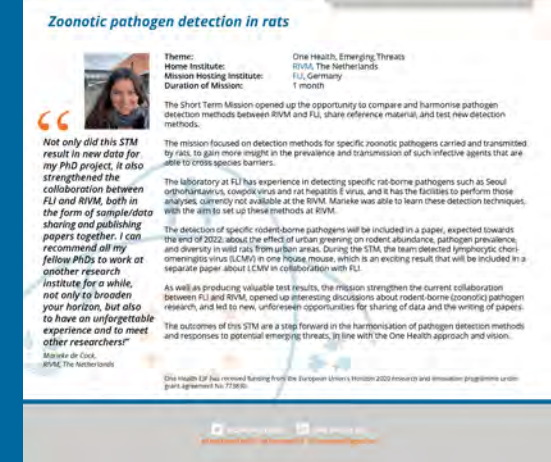 Zoonotic pathogen detection in rats
Theme: One Health, Emerging Threats
Home Institute: RIVM, The Netherlands
Mission Hosting Institute: FLI, Germany
Duration of Mission: 1 month
The Short Term Mission opened up the opportunity to compare and harmonise pathogen
detection methods between RIVM and FLI, share reference material, and test new detection
methods.
The mission focused on detection methods for specific zoonotic pathogens carried and transmitted
by rats, to gain more insight in the prevalence and transmission of such infective agents that are
able to cross species barriers.
The laboratory at FLI has experience in detecting specific rat-borne pathogens such as Seoul
orthohantavirus, cowpox virus and rat hepatitis E virus, and it has the facilities to perform those
analyses, currently not available at the RIVM. Marieke was able to learn these detection techniques,
with the aim to set up these methods at RIVM.
The detection of specific rodent-borne pathogens will be included in a paper, expected towards
the end of 2022, about the effect of urban greening on rodent abundance, pathogen prevalence,
and diversity in wild rats from urban areas. During the STM, the team detected lymphocytic chori-
omeningitis virus (LCMV) in one house mouse, which is an exciting result that will be included in a
separate paper about LCMV in collaboration with FLI.
As well as producing valuable test results, the mission strengthen the current collaboration
between FLI and RIVM, opened up interesting discussions about rodent-borne (zoonotic) pathogen
research, and led to new, unforeseen opportunities for sharing of data and the writing of papers.
The outcomes of this STM are a step forward in the harmonisation of pathogen detection methods
and responses to potential emerging threats, in line with the One Health approach and vision.
“
Not only did this STM
result in new data for
my PhD project, it also
strengthened the
collaboration between
FLI and RIVM, both in
the form of sample/data
sharing and publishing
papers together. I can
recommend all my
fellow PhDs to work at
another research
institute for a while,
not only to broaden
your horizon, but also
to have an unforgettable
experience and to meet
other researchers!”
Marieke de Cock,
RIVM, The Netherlands
One Health EJP has received funding from the European Union's Horizon 2020 research and innovation programme under
grant agreement No 773830.